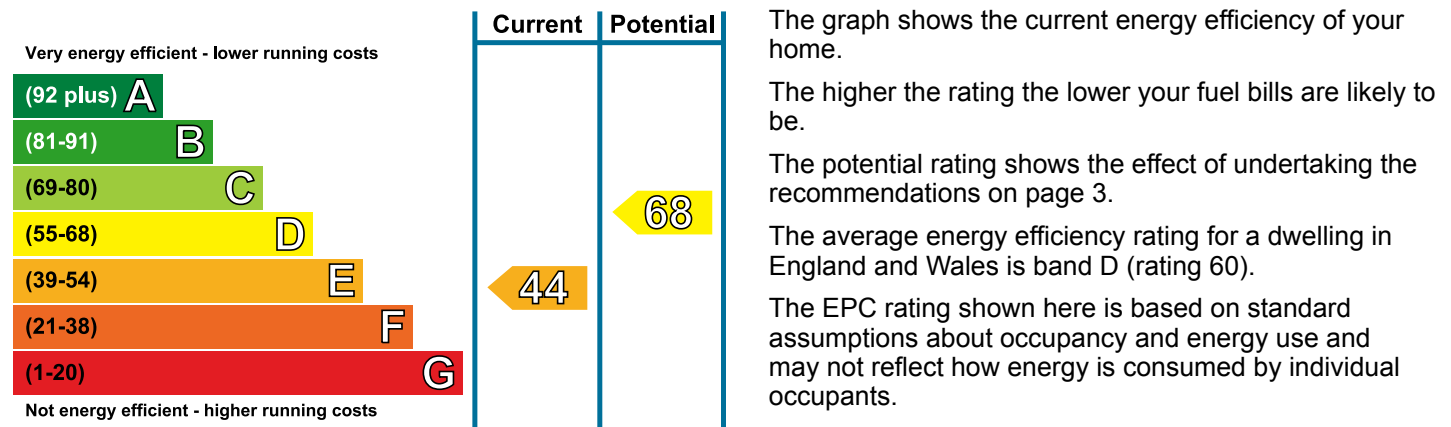 Current Potential
Very energy efficient - lower running costs
(92 plus) A
(81-91) B
(69-80) C
(55-68) D
(39-54) E
(21-38) F
(1-20) G
Not energy efficient - higher running costs
68
44
The graph shows the current energy efficiency of your
home.
The higher the rating the lower your fuel bills are likely to
be.
The potential rating shows the effect of undertaking the
recommendations on page 3.
The average energy efficiency rating for a dwelling in
England and Wales is band D (rating 60).
The EPC rating shown here is based on standard
assumptions about occupancy and energy use and
may not reflect how energy is consumed by individual
occupants.